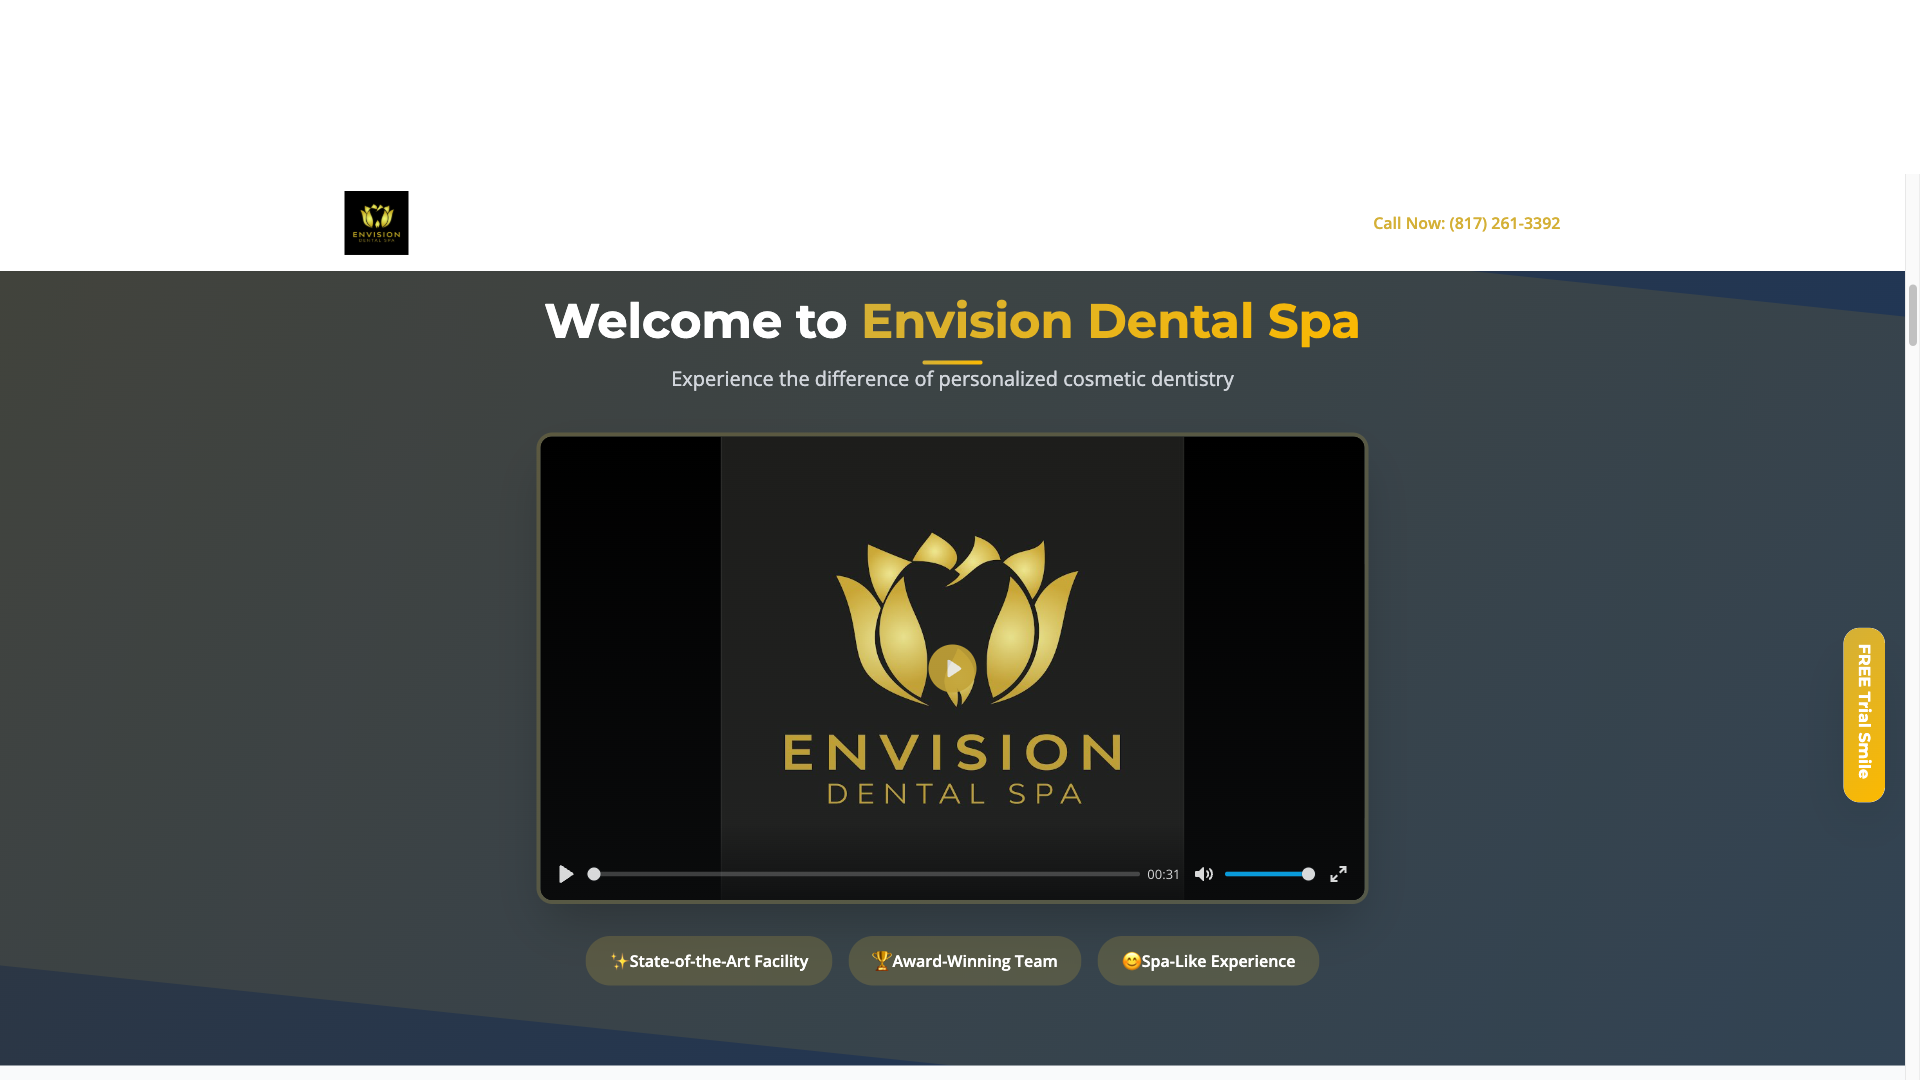 ENVISION
DENTAL SPA
Call Now: (817) 261-3392
Welcome to Envision Dental Spa
Experience the difference of personalized cosmetic dentistry
ENVISION
DENTAL SPA
00:31
✨State-of-the-Art Facility
🏆Award-Winning Team
😊Spa-Like Experience
FREE Trial Smile